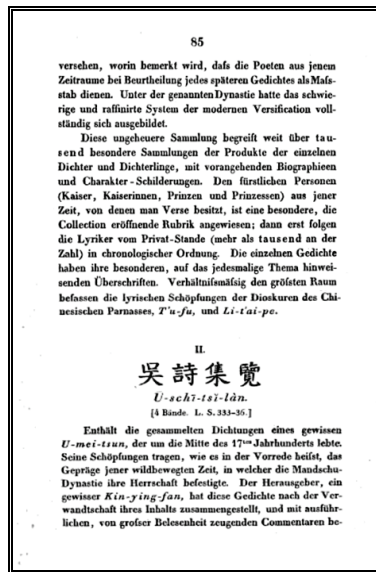 85
versehen, worin bemerkt wird, daſs die Poeten aus jenem
Zeitraume bei Beurtheilung jedes späteren Gedichtes als Maſs-
stab dienen. Unter der genannten Dynastie hatte das schwie-
rige und raffinirte System der modernen Versification voll-
ständig sich ausgebildet.
Diese ungeheuere Sammlung begreift weit über tau-
send besondere Sammlungen der Produkte der einzelnen
Dichter und Dichterlinge, mit vorangehenden Biographieen
und Charakter-Schilderungen. Den fürstlichen Personen
(Kaiser, Kaiserinnen, Prinzen und Prinzessen) aus jener
Zeit, von denen man Verse besitzt, ist eine besondere, die
Collection eröffnende Rubrik angewiesen; dann erst folgen
die Lyriker vom Privat-Stande (mehr als tausend an der
Zahl) in chronologischer Ordnung. Die einzelnen Gedichte
haben ihre besonderen, auf das jedesmalige Thema hinwei-
senden Überschriften. Verhältniſsmäſsig den gröſsten Raum
befassen die lyrischen Schöpfungen der Dioskuren des Chi-
nesischen Parnasses, T'u-fu, und Li-t'ai-pe.
II.
吳詩集覽
U-schī-tsĭ-làn.
[4 Bände. L. S. 333-36.]
Enthält die gesammelten Dichtungen eines gewissen
U-mei-tsun, der um die Mitte des 17ten Jahrhunderts lebte.
Seine Schöpfungen tragen, wie es in der Vorrede heiſst, das
Gepräge jener wildbewegten Zeit, in welcher die Mandschu-
Dynastie ihre Herrschaft befestigte. Der Herausgeber, ein
gewisser Kin-ying-fan, hat diese Gedichte nach der Ver-
wandtschaft ihres Inhalts zusammengestellt, und mit ausführ-
lichen, von groſser Belesenheit zeugenden Commentaren be-